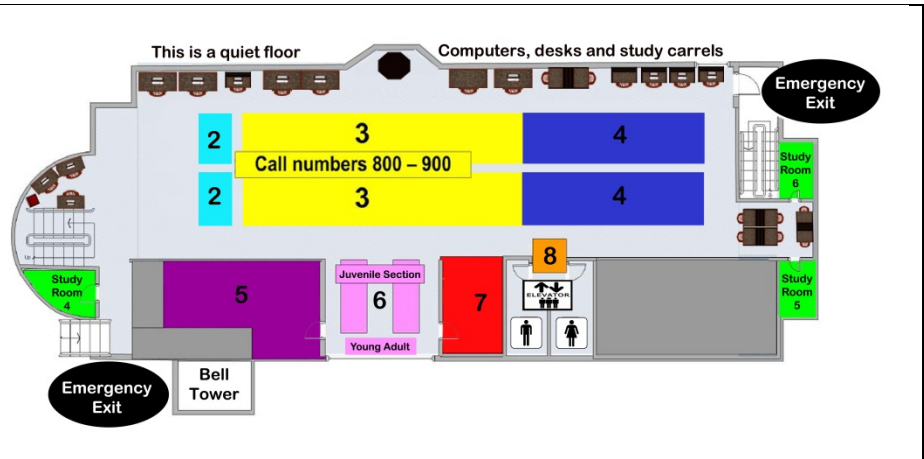 This is a quiet floor
Computers, desks and study carrels
Emergency
Exit
2
3
4
Call numbers 800 – 900
2
3
4
Study
Room
6
Study
Room
4
5
Juvenile Section
6
Young Adult
7
8
ELEVATOR
Study
Room
5
Bell
Tower
Emergency
Exit